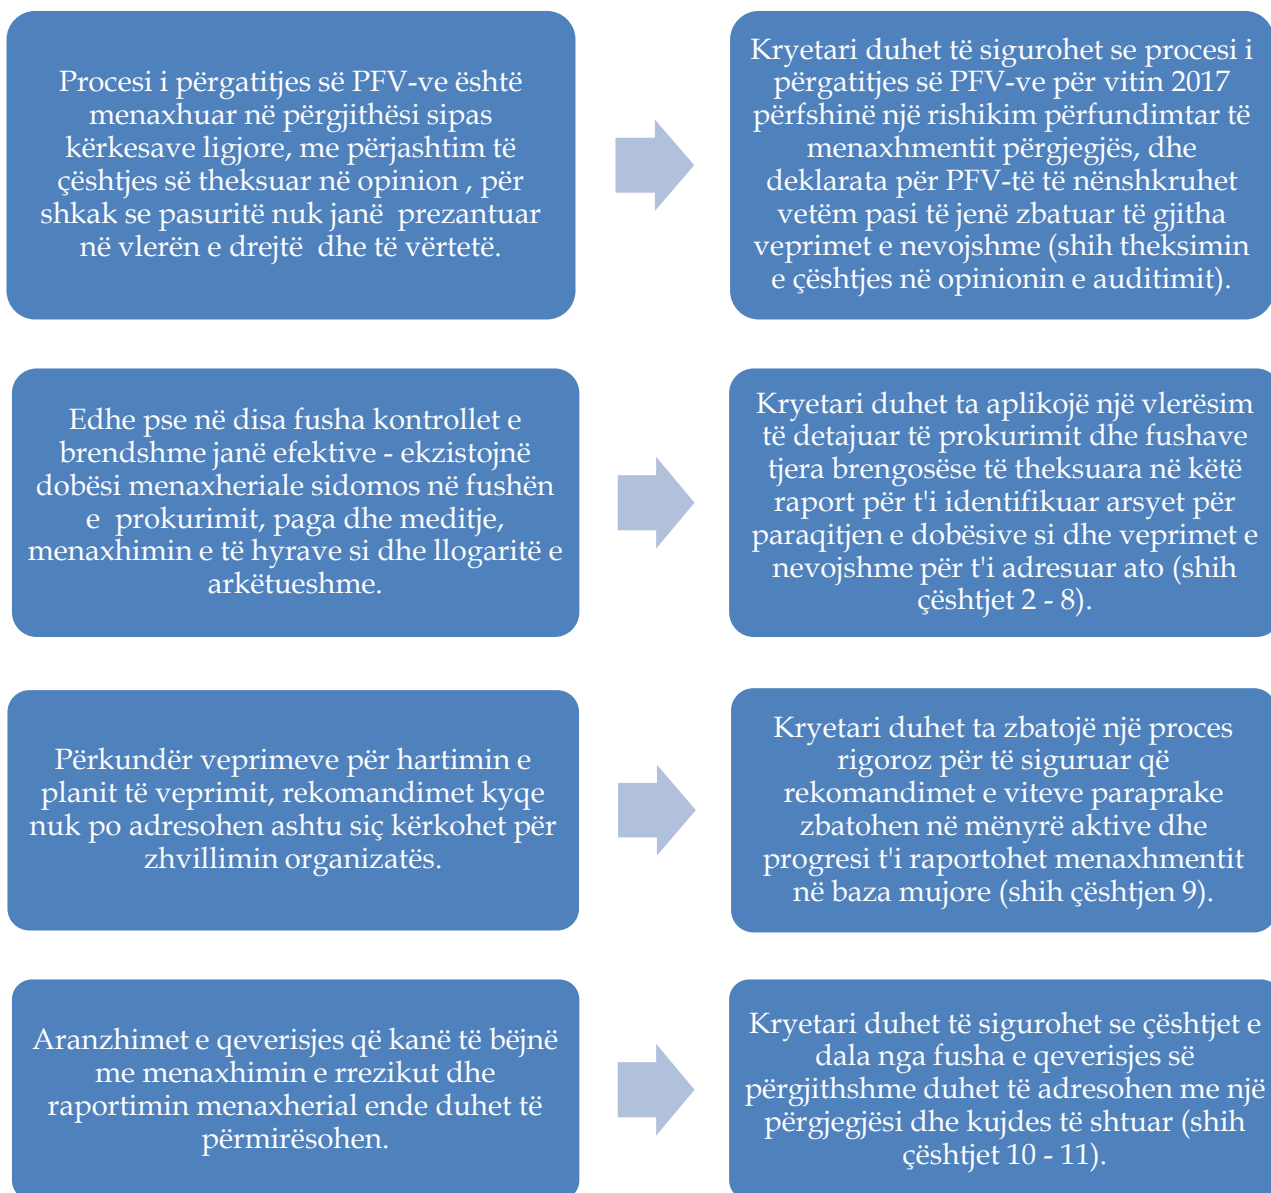 Procesi i përgatitjes së PFV-ve është
menaxhuar në përgjithësi sipas
kërkesave ligjore, me përjashtim të
çështjes së theksuar në opinion , për
shkak se pasuritë nuk janë prezantuar
në vlerën e drejtë dhe të vërtetë.
Kryetari duhet të sigurohet se procesi i
përgatitjes së PFV-ve për vitin 2017
përfshinë një rishikim përfundimtar të
menaxhmentit përgjegjës, dhe
deklarata për PFV-të të nënshkruhet
vetëm pasi të jenë zbatuar të gjitha
veprimet e nevojshme (shih theksimin
e çështjes në opinionin e auditimit).
Edhe pse në disa fusha kontrollet e
brendshme janë efektive - ekzistojnë
dobësi menaxheriale sidomos në fushën
e prokurimit, paga dhe meditje,
menaxhimin e të hyrave si dhe llogaritë e
arkëtueshme.
Kryetari duhet ta aplikojë një vlerësim
të detajuar të prokurimit dhe fushave
tjera brengosëse të theksuara në këtë
raport për t'i identifikuar arsyet për
paraqitjen e dobësive si dhe veprimet e
nevojshme për t'i adresuar ato (shih
çështjet 2 - 8).
Përkundër veprimeve për hartimin e
planit të veprimit, rekomandimet kyqe
nuk po adresohen ashtu siç kërkohet për
zhvillimin organizatës.
Kryetari duhet ta zbatojë një proces
rigoroz për të siguruar që
rekomandimet e viteve paraprake
zbatohen në mënyrë aktive dhe
progresi t'i raportohet menaxhmentit
në baza mujore (shih çështjen 9).
Aranzhimet e qeverisjes që kanë të bëjnë
me menaxhimin e rrezikut dhe
raportimin menaxherial ende duhet të
përmirësohen.
Kryetari duhet të sigurohet se çështjet e
dala nga fusha e qeverisjes së
përgjithshme duhet të adresohen me një
përgjegjësi dhe kujdes të shtuar (shih
çështjet 10 - 11).